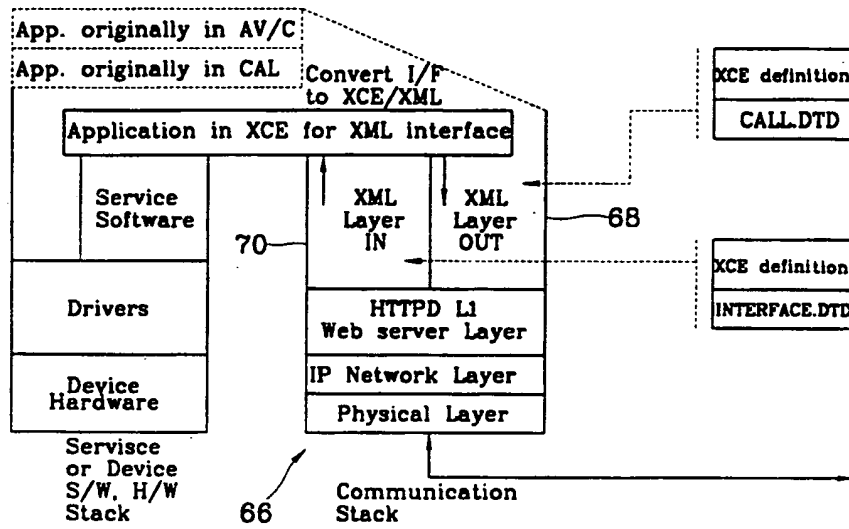 App. originally in AV/C
App. originally in CAL
Convert I/F
to XCE/XML
Application in XCE for XML interface
XCE definition
CALL.DTD
Service
Software
XML
Layer
IN
XML
Layer
OUT
68
70
XCE definition
INTERFACE.DTD
Drivers
HTTPD L1
Web server Layer
Device
Hardware
IP Network Layer
Physical Layer
Servisce
or Device
S/W, H/W
Stack
66
Communication
Stack